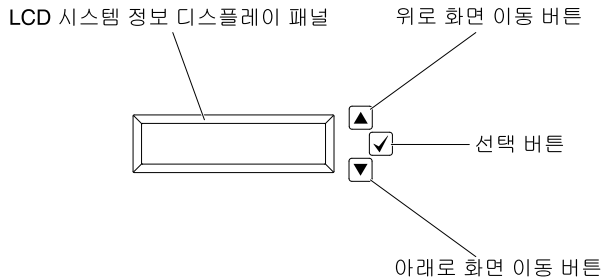 LCD 시스템 정보 디스플레이 패널
위로 화면 이동 버튼
선택 버튼
아래로 화면 이동 버튼